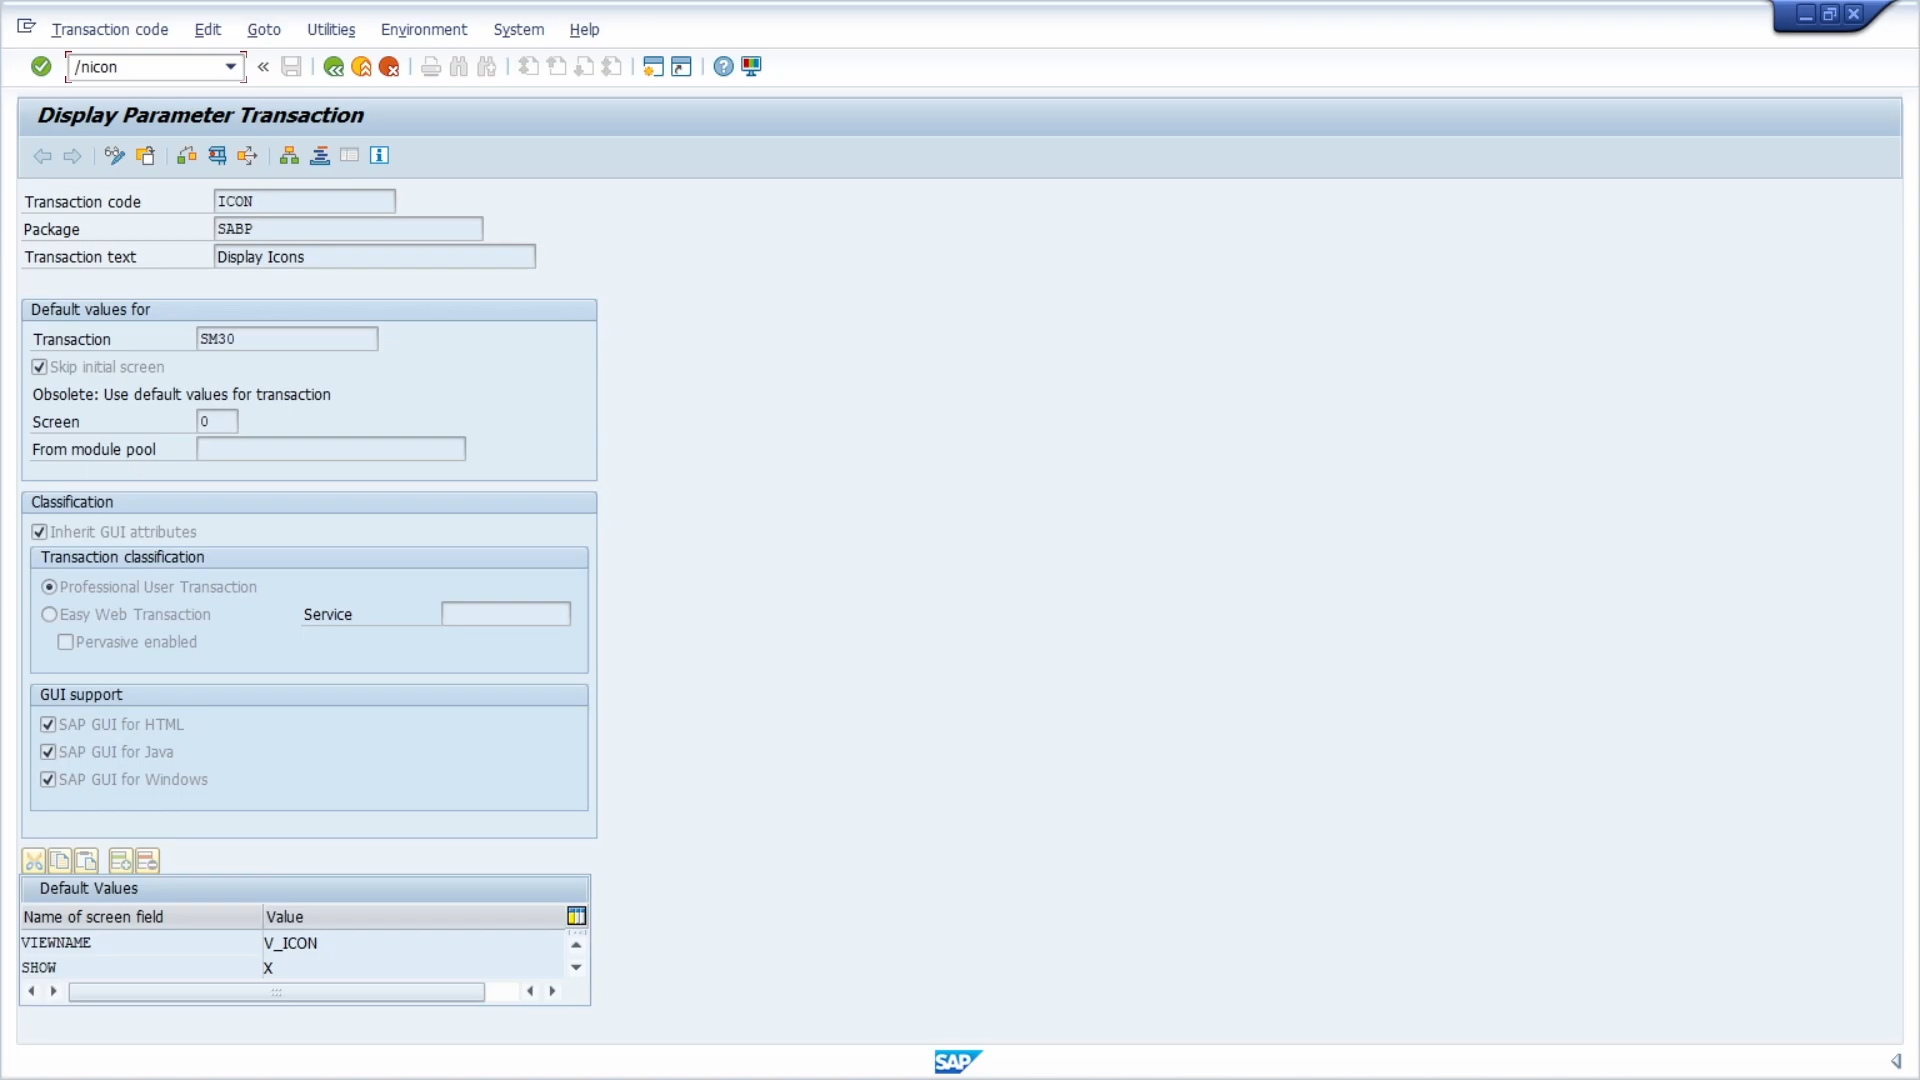 Transaction code Edit Goto Utilities Environment System Help
/nicon
Display Parameter Transaction
Transaction code ICON
Package SABP
Transaction text Display Icons
Default values for
Transaction SM30
Skip initial screen
Obsolete: Use default values for transaction
Screen 0
From module pool
Classification
Inherit GUI attributes
Transaction classification
Professional User Transaction
Easy Web Transaction Service
Pervasive enabled
GUI support
SAP GUI for HTML
SAP GUI for Java
SAP GUI for Windows
Default Values
Name of screen field Value
VIEWNAME V_ICON
SHOW X
SAP